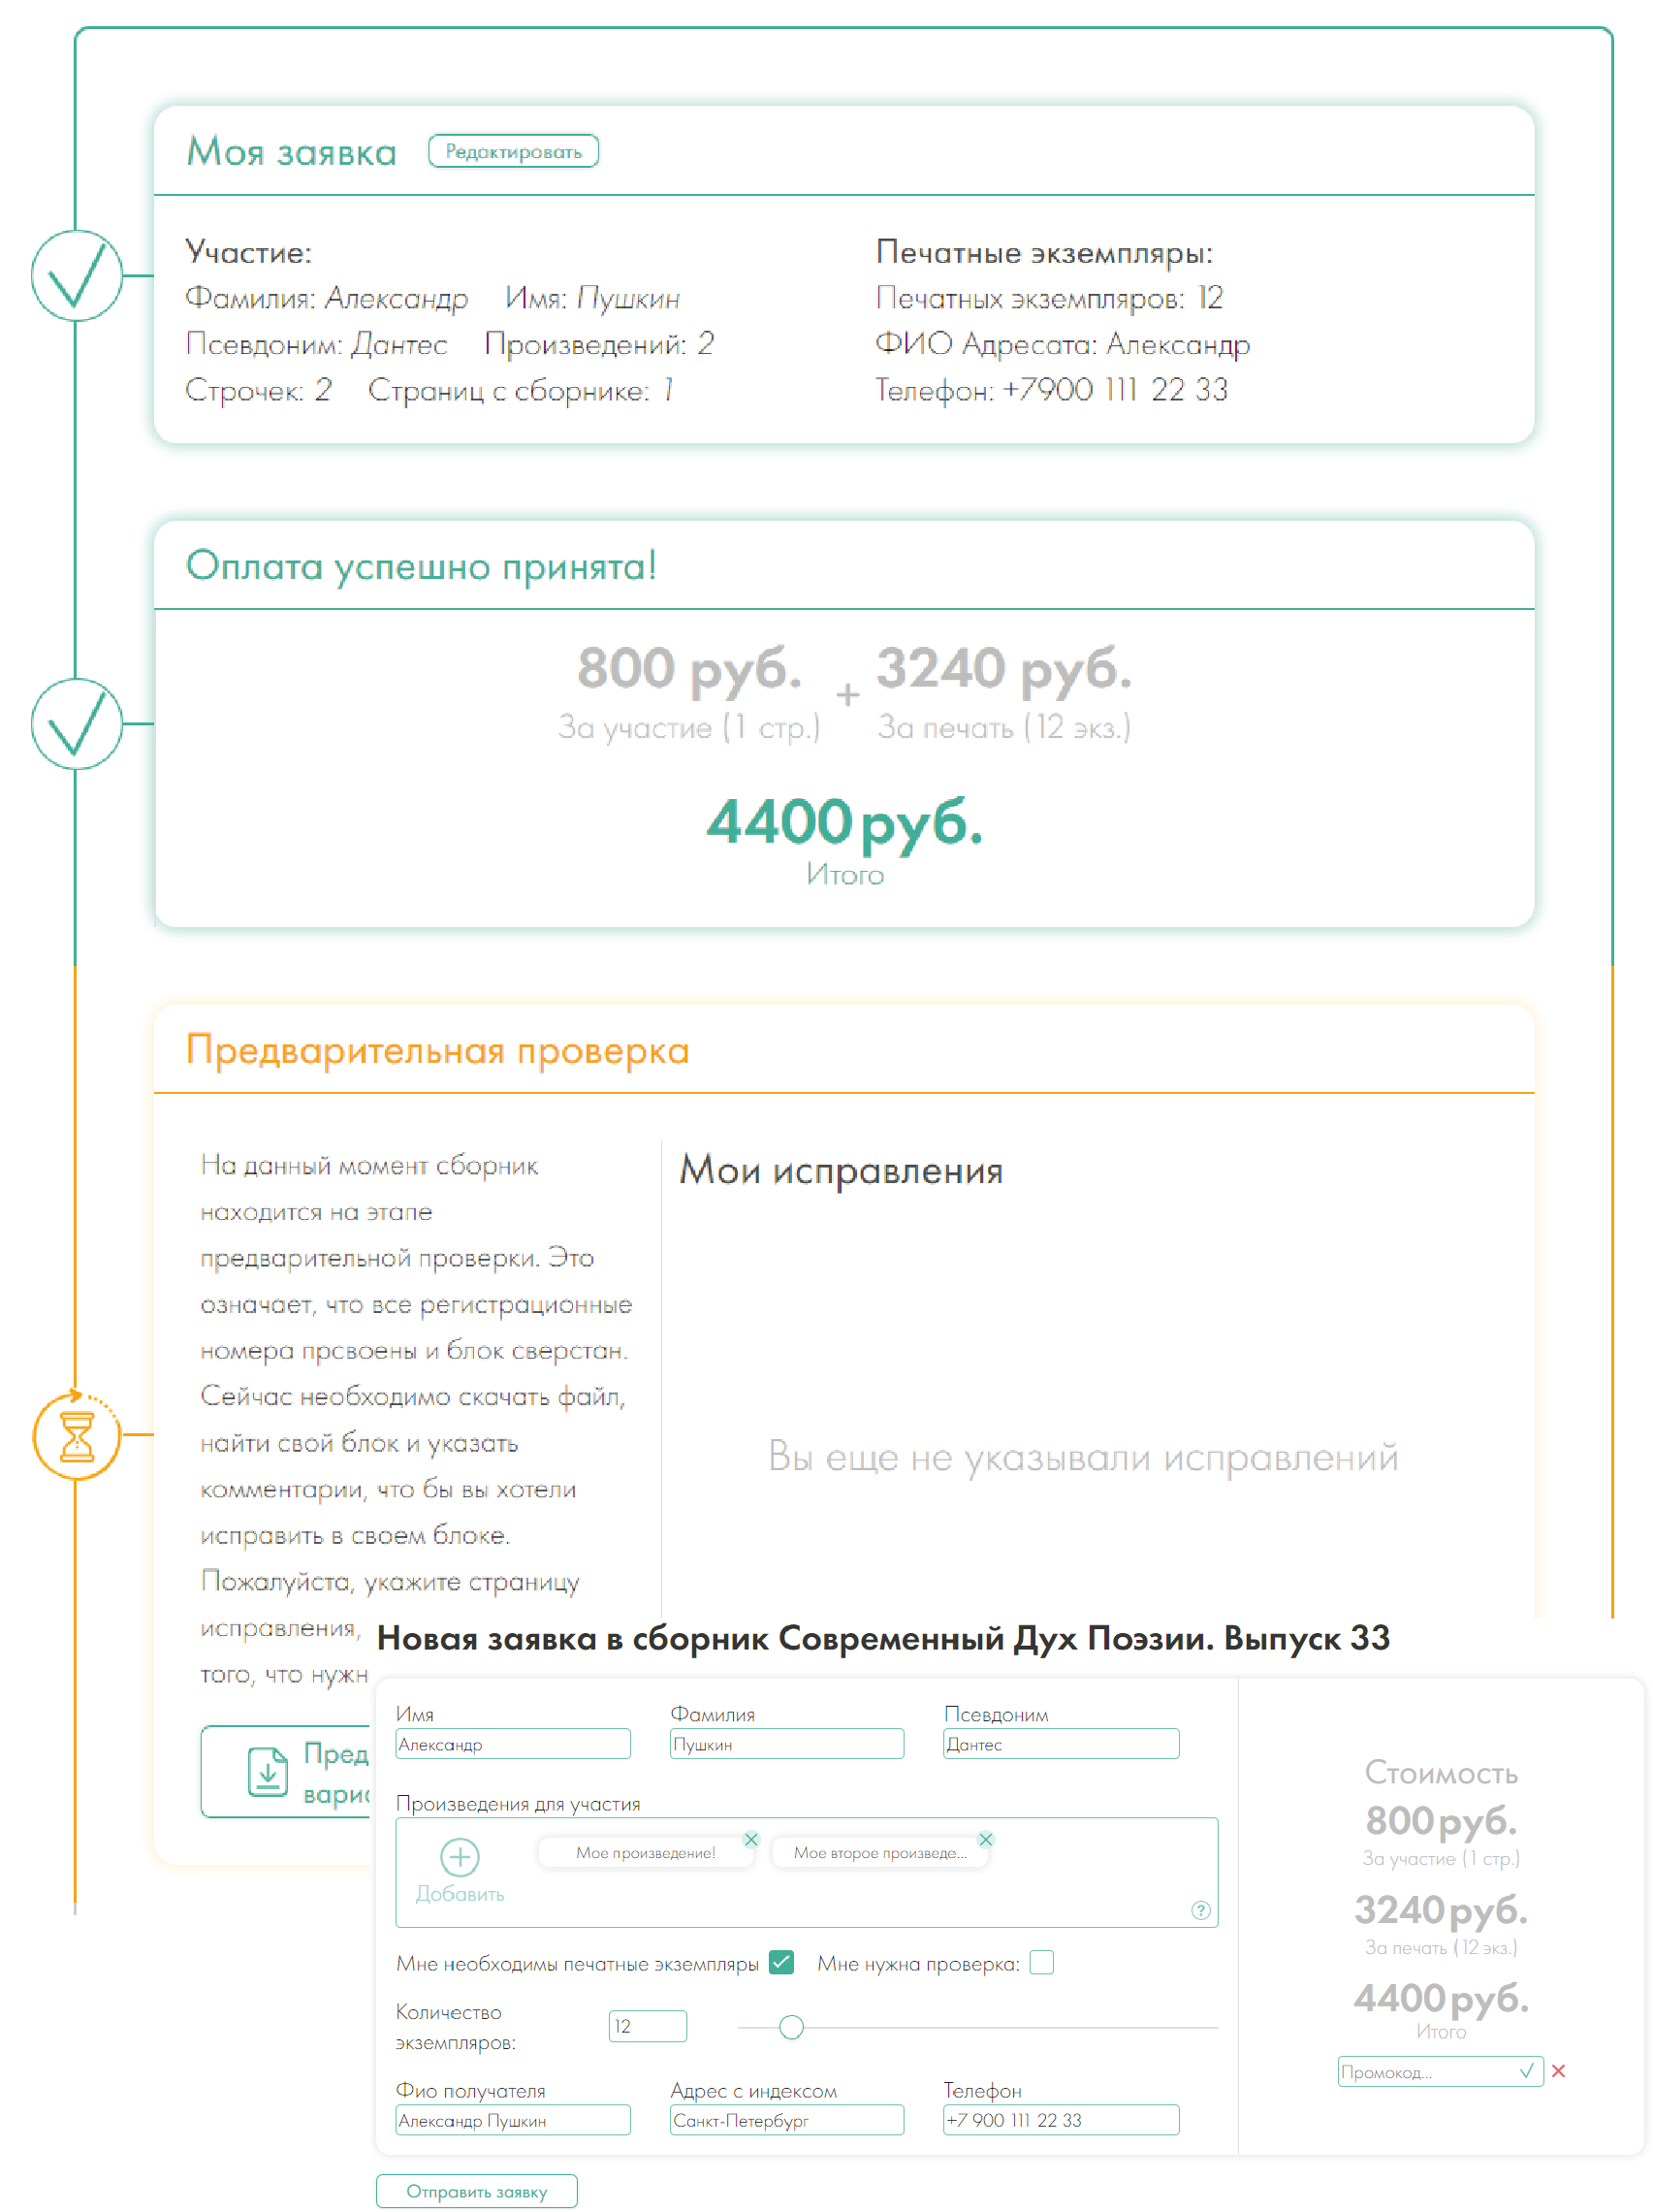 Моя заявка
Редактировать
Участие:
Фамилия: Александр Имя: Пушкин
Псевдоним: Дантес Произведений: 2
Строчек: 2 Страниц с сборнике: 1
Печатные экземпляры:
Печатных экземпляров: 12
ФИО Адресата: Александр
Телефон: +7900 111 22 33
Оплата успешно принята!
800 руб. + 3240 руб.
За участие (1 стр.) За печать (12 экз.)
4400 руб.
Итого
Предварительная проверка
На данный момент сборник
находится на этапе
предварительной проверки. Это
означает, что все регистрационные
номера прсвоены и блок сверстан.
Сейчас необходимо скачать файл,
найти свой блок и указать
комментарии, что бы вы хотели
исправить в своем блоке.
Пожалуйста, укажите страницу
исправления,
того, что нужн
Пред
вари
Мои исправления
Вы еще не указывали исправлений
Новая заявка в сборник Современный Дух Поэзии. Выпуск 33
Имя Фамилия Псевдоним
Александр Пушкин Дантес
Произведения для участия
Мое произведение! Мое второе произведе...
Добавить
?
Мне необходимы печатные экземпляры Мне нужна проверка:
Количество
экземпляров:
12
Фио получателя Адрес с индексом Телефон
Александр Пушкин Санкт-Петербург +7 900 111 22 33
Стоимость
800 руб.
За участие (1 стр.)
3240 руб.
За печать (12 экз.)
4400 руб.
Итого
Промокод...
Отправить заявку